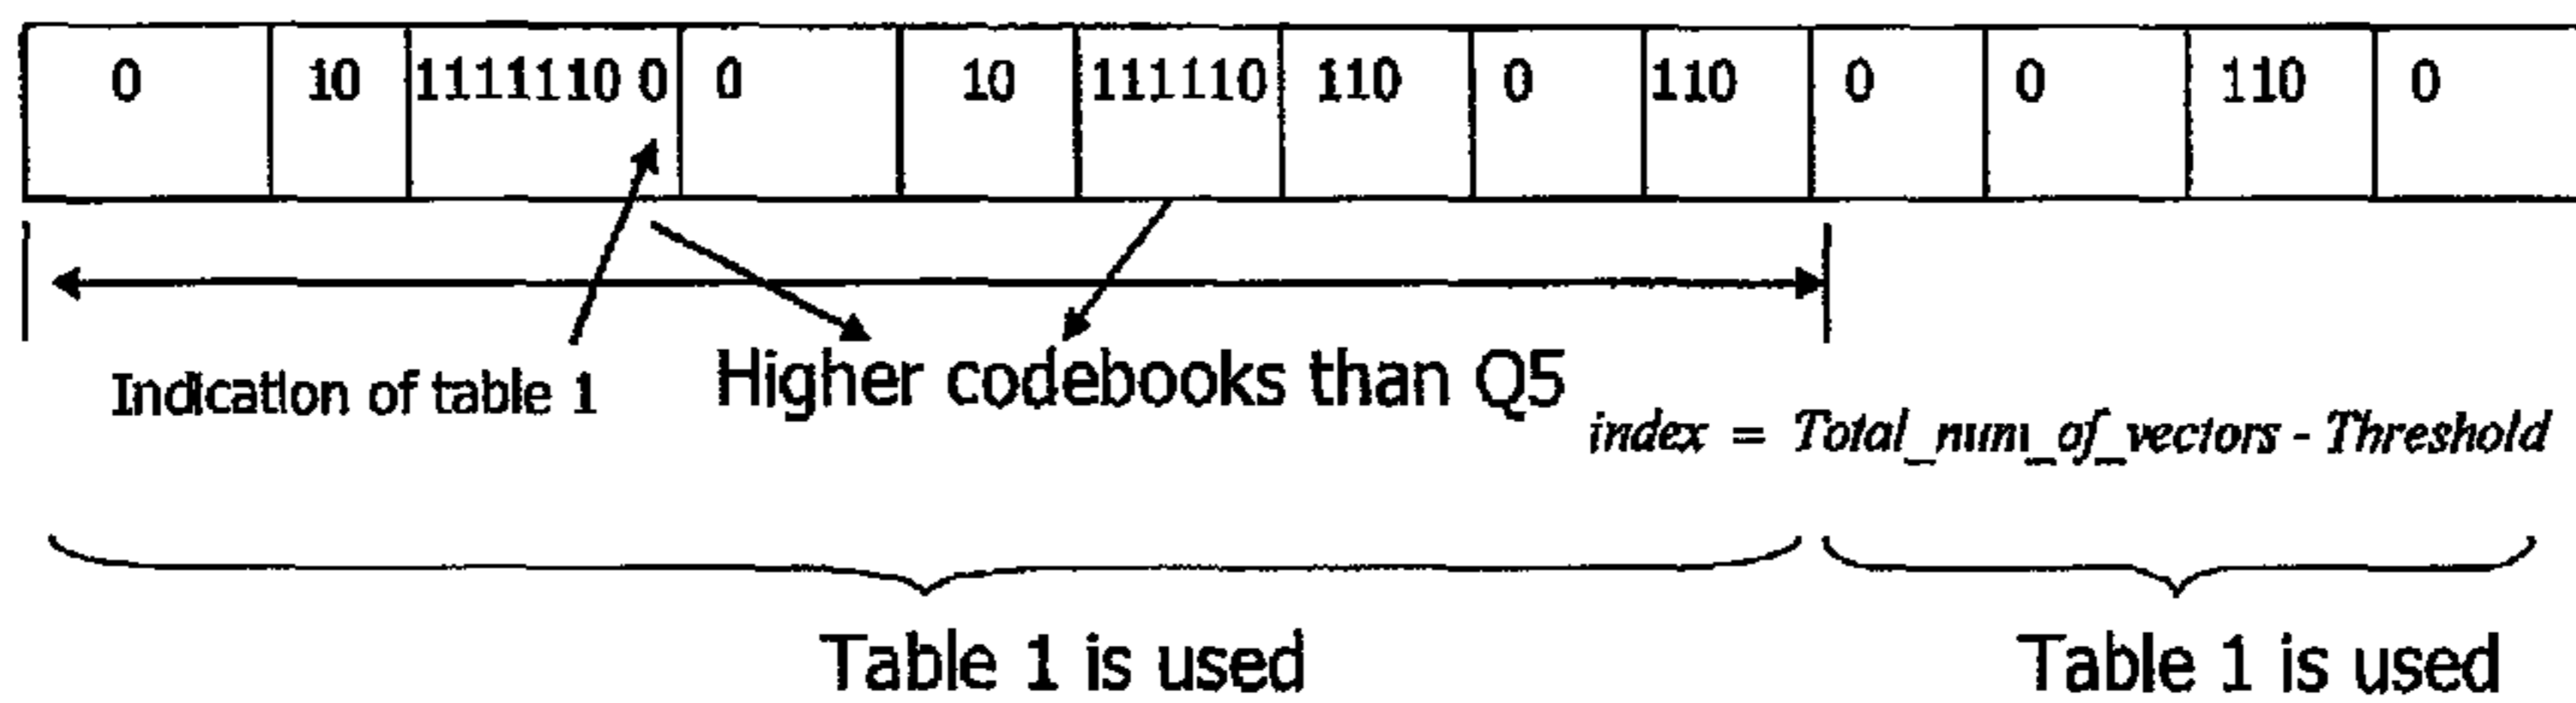 0 10 1111110 0 0 10 111110 110 0 110 0 0 110 0
Indication of table 1
Higher codebooks than Q5
index = Total_num_of_vectors - Threshold
Table 1 is used
Table 1 is used